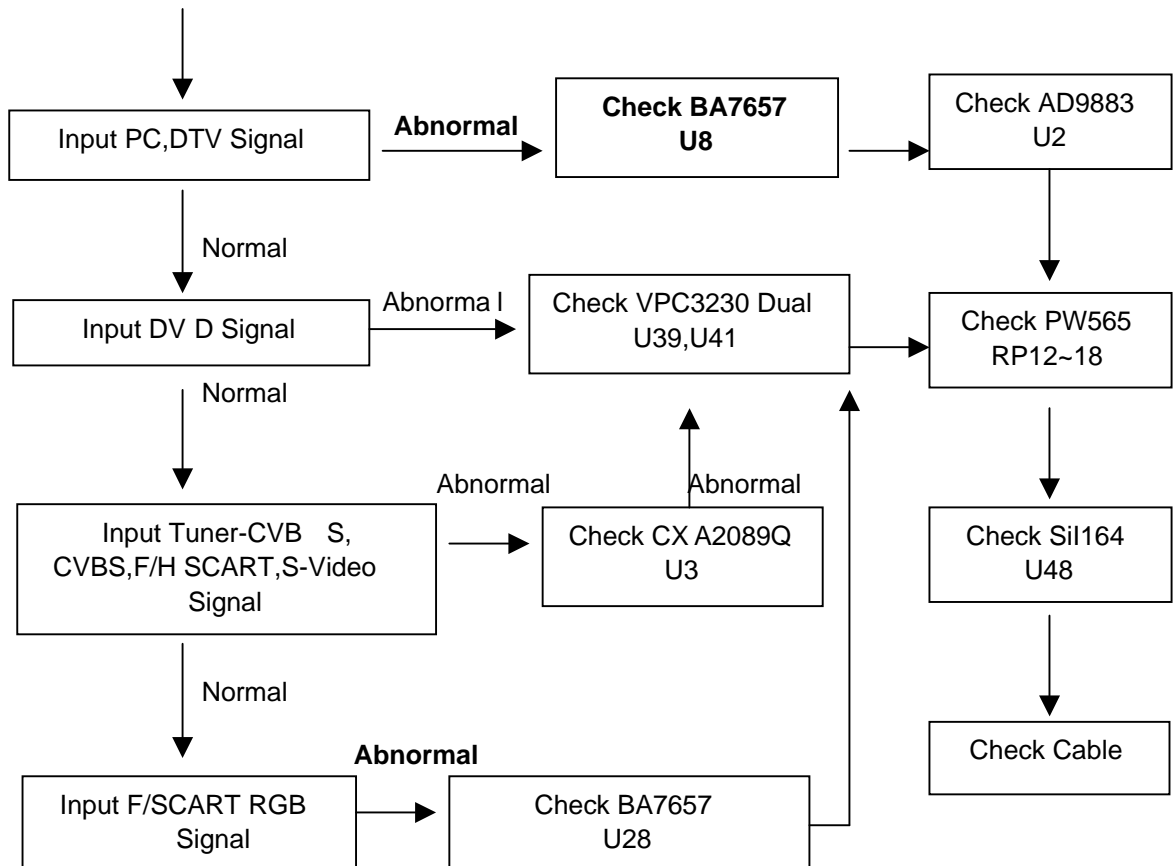 Input PC,DTV Signal
Abnormal
Check BA7657
U8
Check AD9883
U2
Normal
Input DV D Signal
Abnorma l
Check VPC3230 Dual
U39,U41
Check PW565
RP12~18
Normal
Input Tuner-CVB S,
CVBS,F/H SCART,S-Video
Signal
Abnormal
Check CX A2089Q
U3
Abnormal
Check SiI164
U48
Normal
Input F/SCART RGB
Signal
Abnormal
Check BA7657
U28
Check Cable